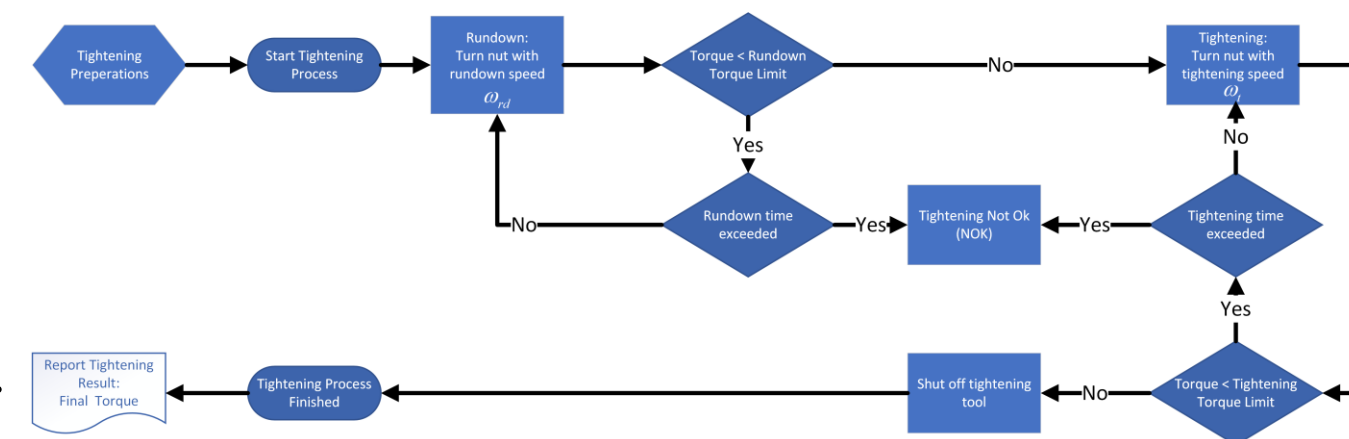 Tightening
Preperations
Start Tightening
Process
Rundown:
Turn nut with
rundown speed
ω_rd
Torque < Rundown
Torque Limit
No
Tightening:
Turn nut with
tightening speed
ω_t
Yes
No
No
Rundown time
exceeded
Yes
Tightening Not Ok
(NOK)
Yes
Tightening time
exceeded
Yes
Report Tightening
Result:
Final Torque
Tightening Process
Finished
Shut off tightening
tool
No
Torque < Tightening
Torque Limit